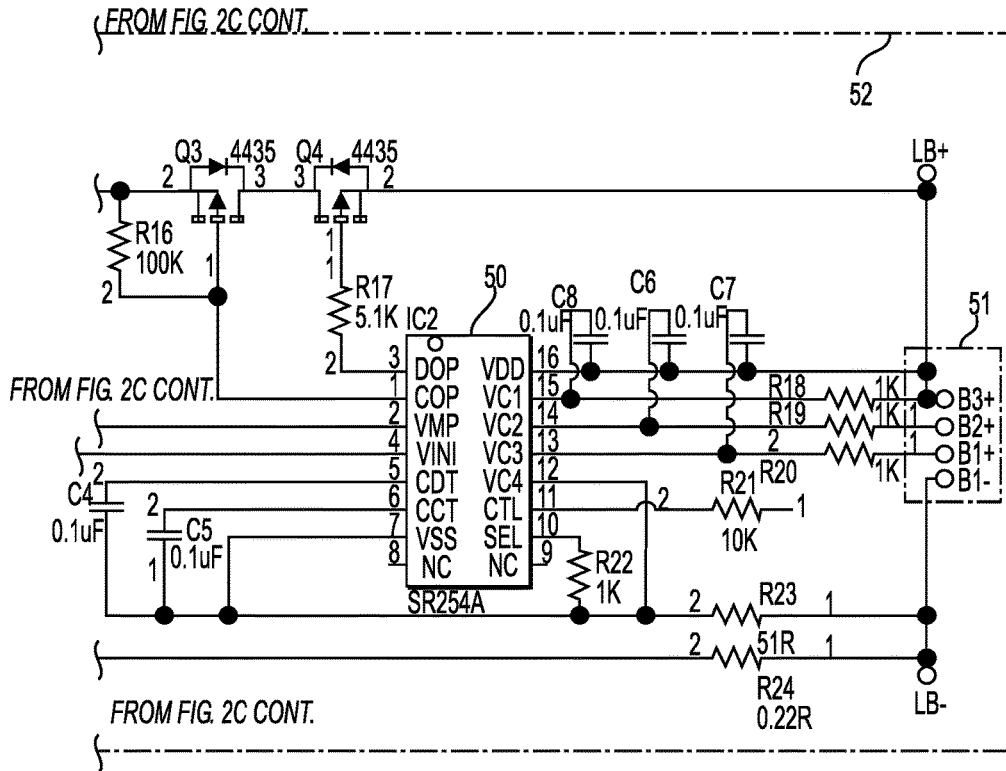 FROM FIG. 2C CONT.
52
Q3
4435
Q4
4435
LB+
2
3
3
2
R16
100K
1
2
1
1
R17
5.1K
2
50
C8
0.1uF
C6
0.1uF
C7
0.1uF
51
IC2
3 DOP VDD 16
1 COP VC1 15
2 VMP VC2 14
4 VINI VC3 13
5 CDT VC4 12
6 CCT CTL 11
7 VSS SEL 10
8 NC NC 9
SR254A
FROM FIG. 2C CONT.
R18
1K
R19
1K
1
2
R20
1K
1
B3+
B2+
B1+
B1-
2
C4
0.1uF
2
C5
0.1uF
1
2
R21
10K
1
R22
1K
2
R23
1
51R
2
1
R24
0.22R
LB-
FROM FIG. 2C CONT.